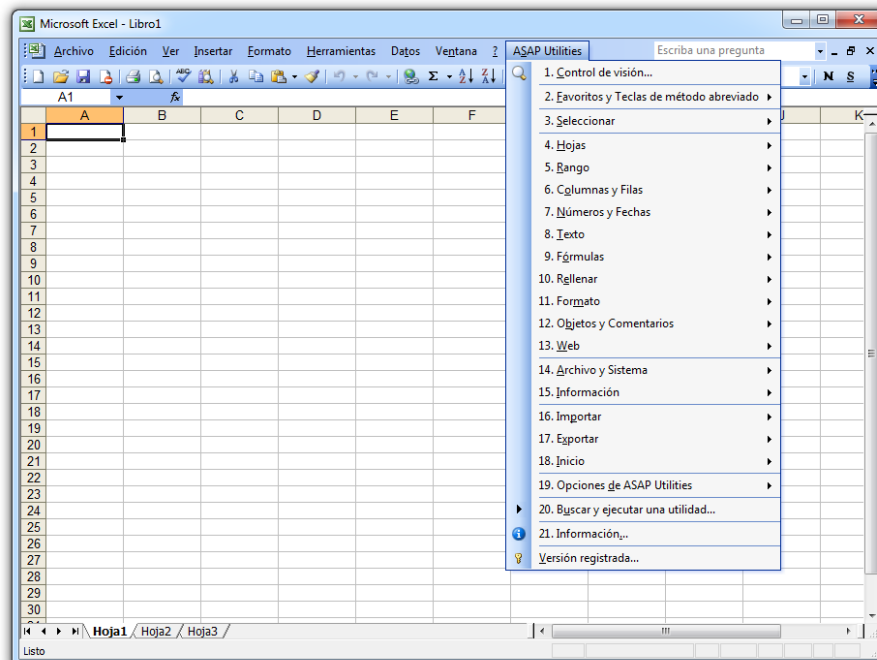 Microsoft Excel - Libro1
Archivo Edición Ver Insertar Formato Herramientas Datos Ventana ? ASAP Utilities Escriba una pregunta
N S
A1 fx
A B C D E F J K
1
2
3
4
5
6
7
8
9
10
11
12
13
14
15
16
17
18
19
20
21
22
23
24
25
26
27
28
29
30
1. Control de visión...
2. Favoritos y Teclas de método abreviado
3. Seleccionar
4. Hojas
5. Rango
6. Columnas y Filas
7. Números y Fechas
8. Texto
9. Fórmulas
10. Rellenar
11. Formato
12. Objetos y Comentarios
13. Web
14. Archivo y Sistema
15. Información
16. Importar
17. Exportar
18. Inicio
19. Opciones de ASAP Utilities
20. Buscar y ejecutar una utilidad...
21. Información...
Versión registrada...
Hoja1 Hoja2 Hoja3
Listo